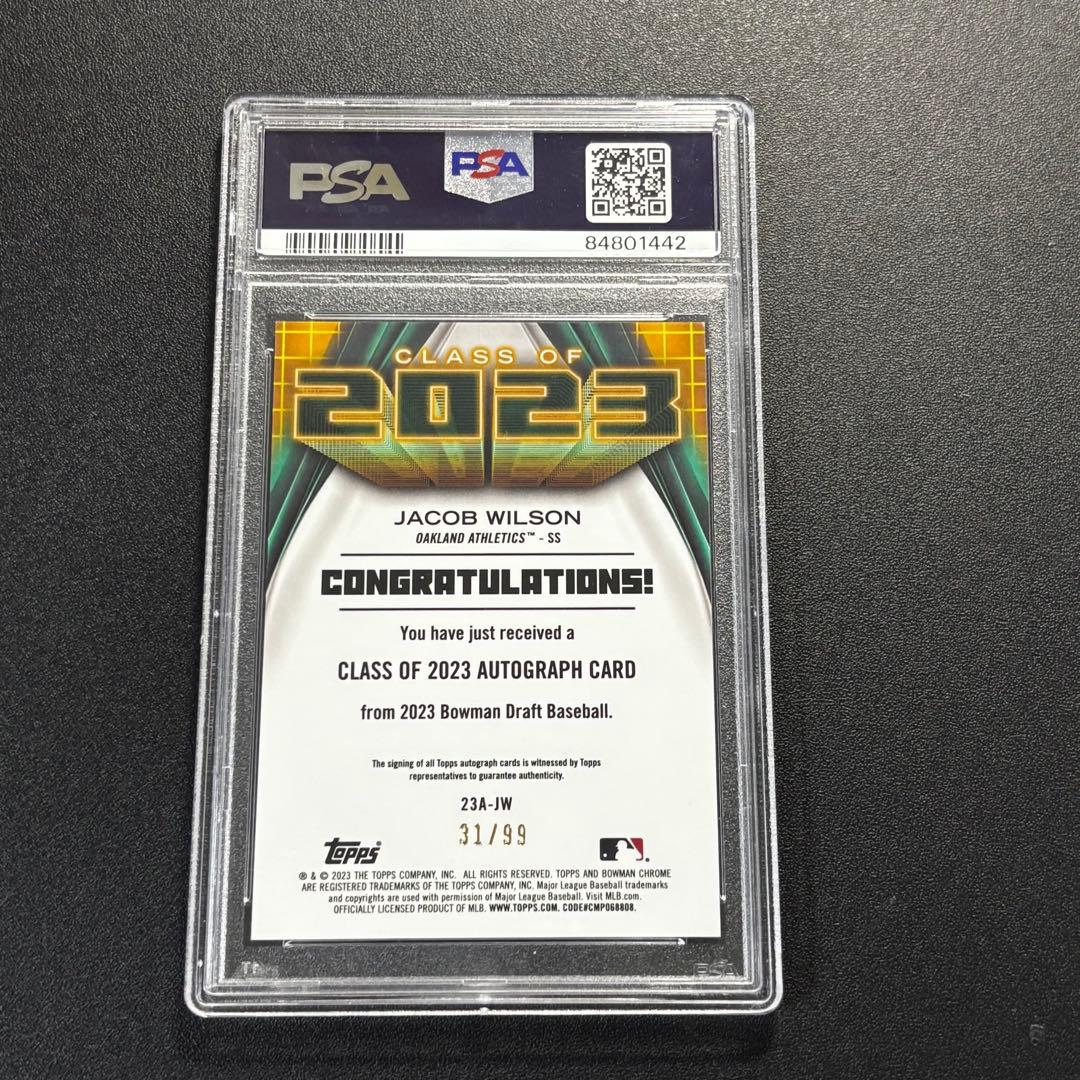 PSA
PSA
84801442
CLASS OF
2023
JACOB WILSON
OAKLAND ATHLETICS™ - SS
CONGRATULATIONS!
You have just received a
CLASS OF 2023 AUTOGRAPH CARD
from 2023 Bowman Draft Baseball.
The signing of all Topps autograph cards is witnessed by Topps
representatives to guarantee authenticity.
23A-JW
31/99
topps
® & © 2023 THE TOPPS COMPANY, INC. ALL RIGHTS RESERVED. TOPPS AND BOWMAN CHROME
ARE REGISTERED TRADEMARKS OF THE TOPPS COMPANY, INC. Major League Baseball trademarks
and copyrights are used with permission of Major League Baseball. Visit MLB.com.
OFFICIALLY LICENSED PRODUCT OF MLB. WWW.TOPPS.COM. CODE#CMP068808.
PSA